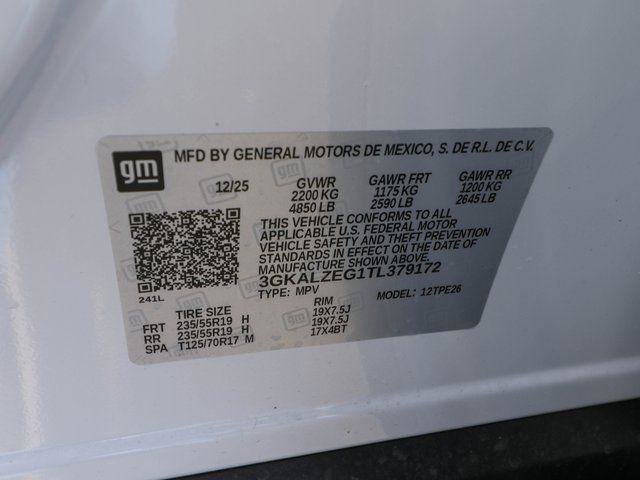 gm MFD BY GENERAL MOTORS DE MEXICO, S. DE R.L. DE C.V.
12/25 GVWR GAWR FRT GAWR RR
2200 KG 1175 KG 1200 KG
4850 LB 2590 LB 2645 LB
THIS VEHICLE CONFORMS TO ALL
APPLICABLE U.S. FEDERAL MOTOR
VEHICLE SAFETY AND THEFT PREVENTION
STANDARDS IN EFFECT ON THE DATE OF
MANUFACTURE SHOWN ABOVE.
3GKALZEG1TL379172
TYPE: MPV MODEL: 12TPE26
241L
TIRE SIZE RIM
FRT 235/55R19 H 19X7.5J
RR 235/55R19 H 19X7.5J
SPA T125/70R17 M 17X4BT